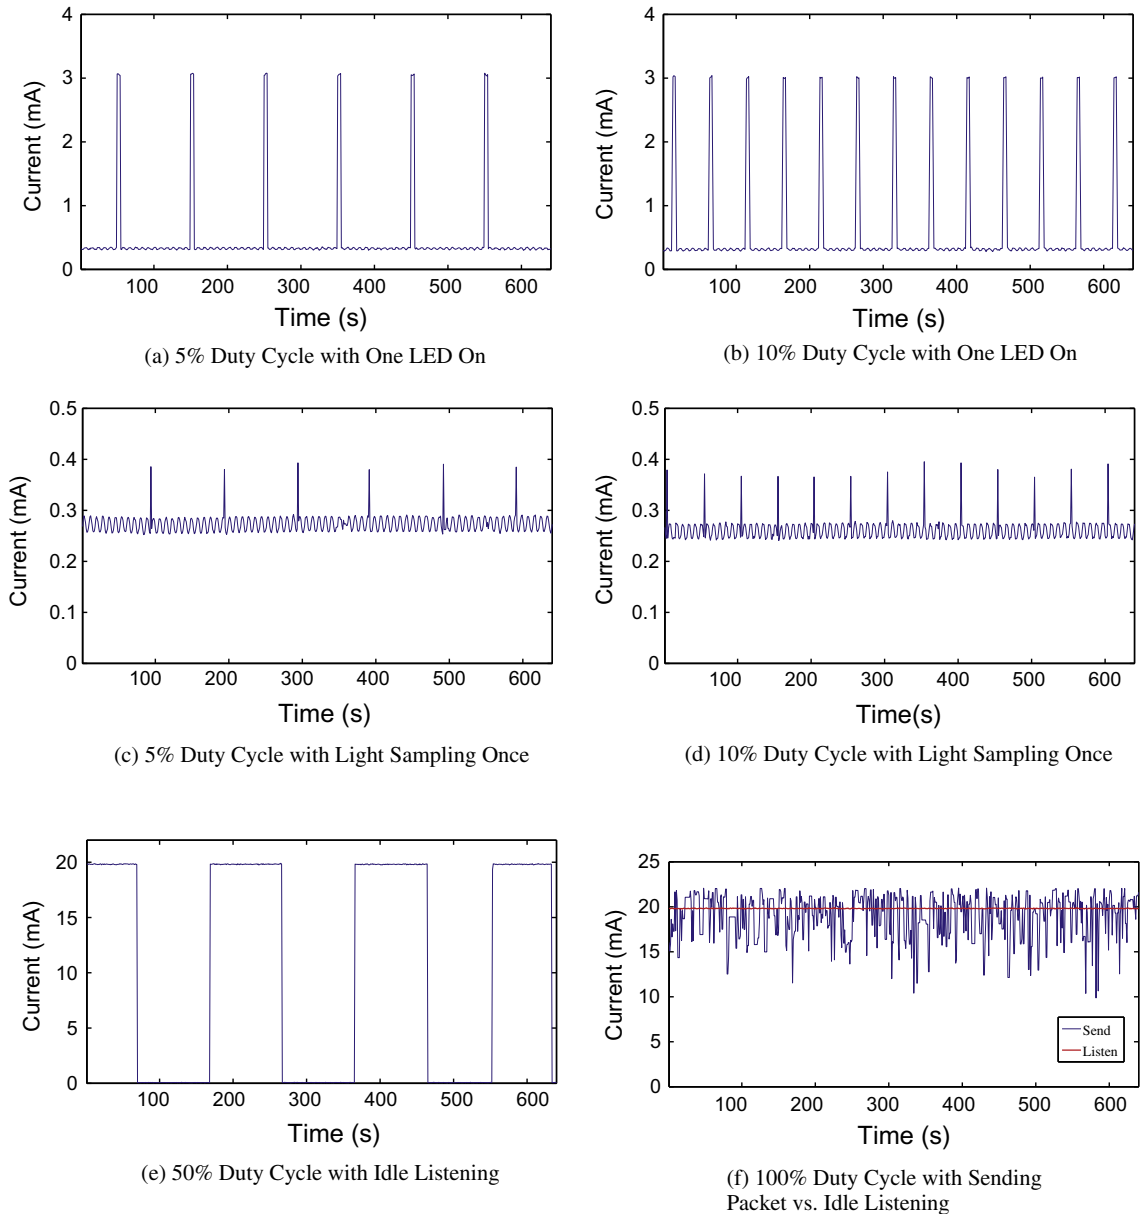 4
3
2
1
0
Current (mA)
100 200 300 400 500 600
Time (s)
(a) 5% Duty Cycle with One LED On
4
3
2
1
0
Current (mA)
100 200 300 400 500 600
Time (s)
(b) 10% Duty Cycle with One LED On
0.5
0.4
0.3
0.2
0.1
0
Current (mA)
100 200 300 400 500 600
Time (s)
(c) 5% Duty Cycle with Light Sampling Once
0.5
0.4
0.3
0.2
0.1
0
Current (mA)
100 200 300 400 500 600
Time(s)
(d) 10% Duty Cycle with Light Sampling Once
20
15
10
5
0
Current (mA)
100 200 300 400 500 600
Time (s)
(e) 50% Duty Cycle with Idle Listening
25
20
15
10
5
0
Current (mA)
Send
Listen
100 200 300 400 500 600
Time (s)
(f) 100% Duty Cycle with Sending
Packet vs. Idle Listening